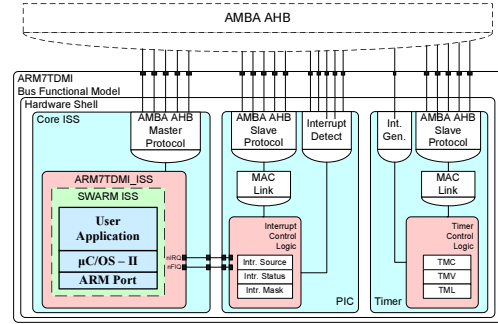 AMBA AHB
ARM7TDMI
Bus Functional Model
Hardware Shell
Core ISS
AMBA AHB
Master
Protocol
ARM7TDMI_ISS
SWARM ISS
User
Application
µC/OS – II
ARM Port
nIRQ
nFIQ
AMBA AHB
Slave
Protocol
Interrupt
Detect
MAC
Link
Interrupt
Control
Logic
Intr. Source
Intr. Status
Intr. Mask
PIC
Int.
Gen.
AMBA AHB
Slave
Protocol
MAC
Link
Timer
Control
Logic
TMC
TMV
TML
Timer